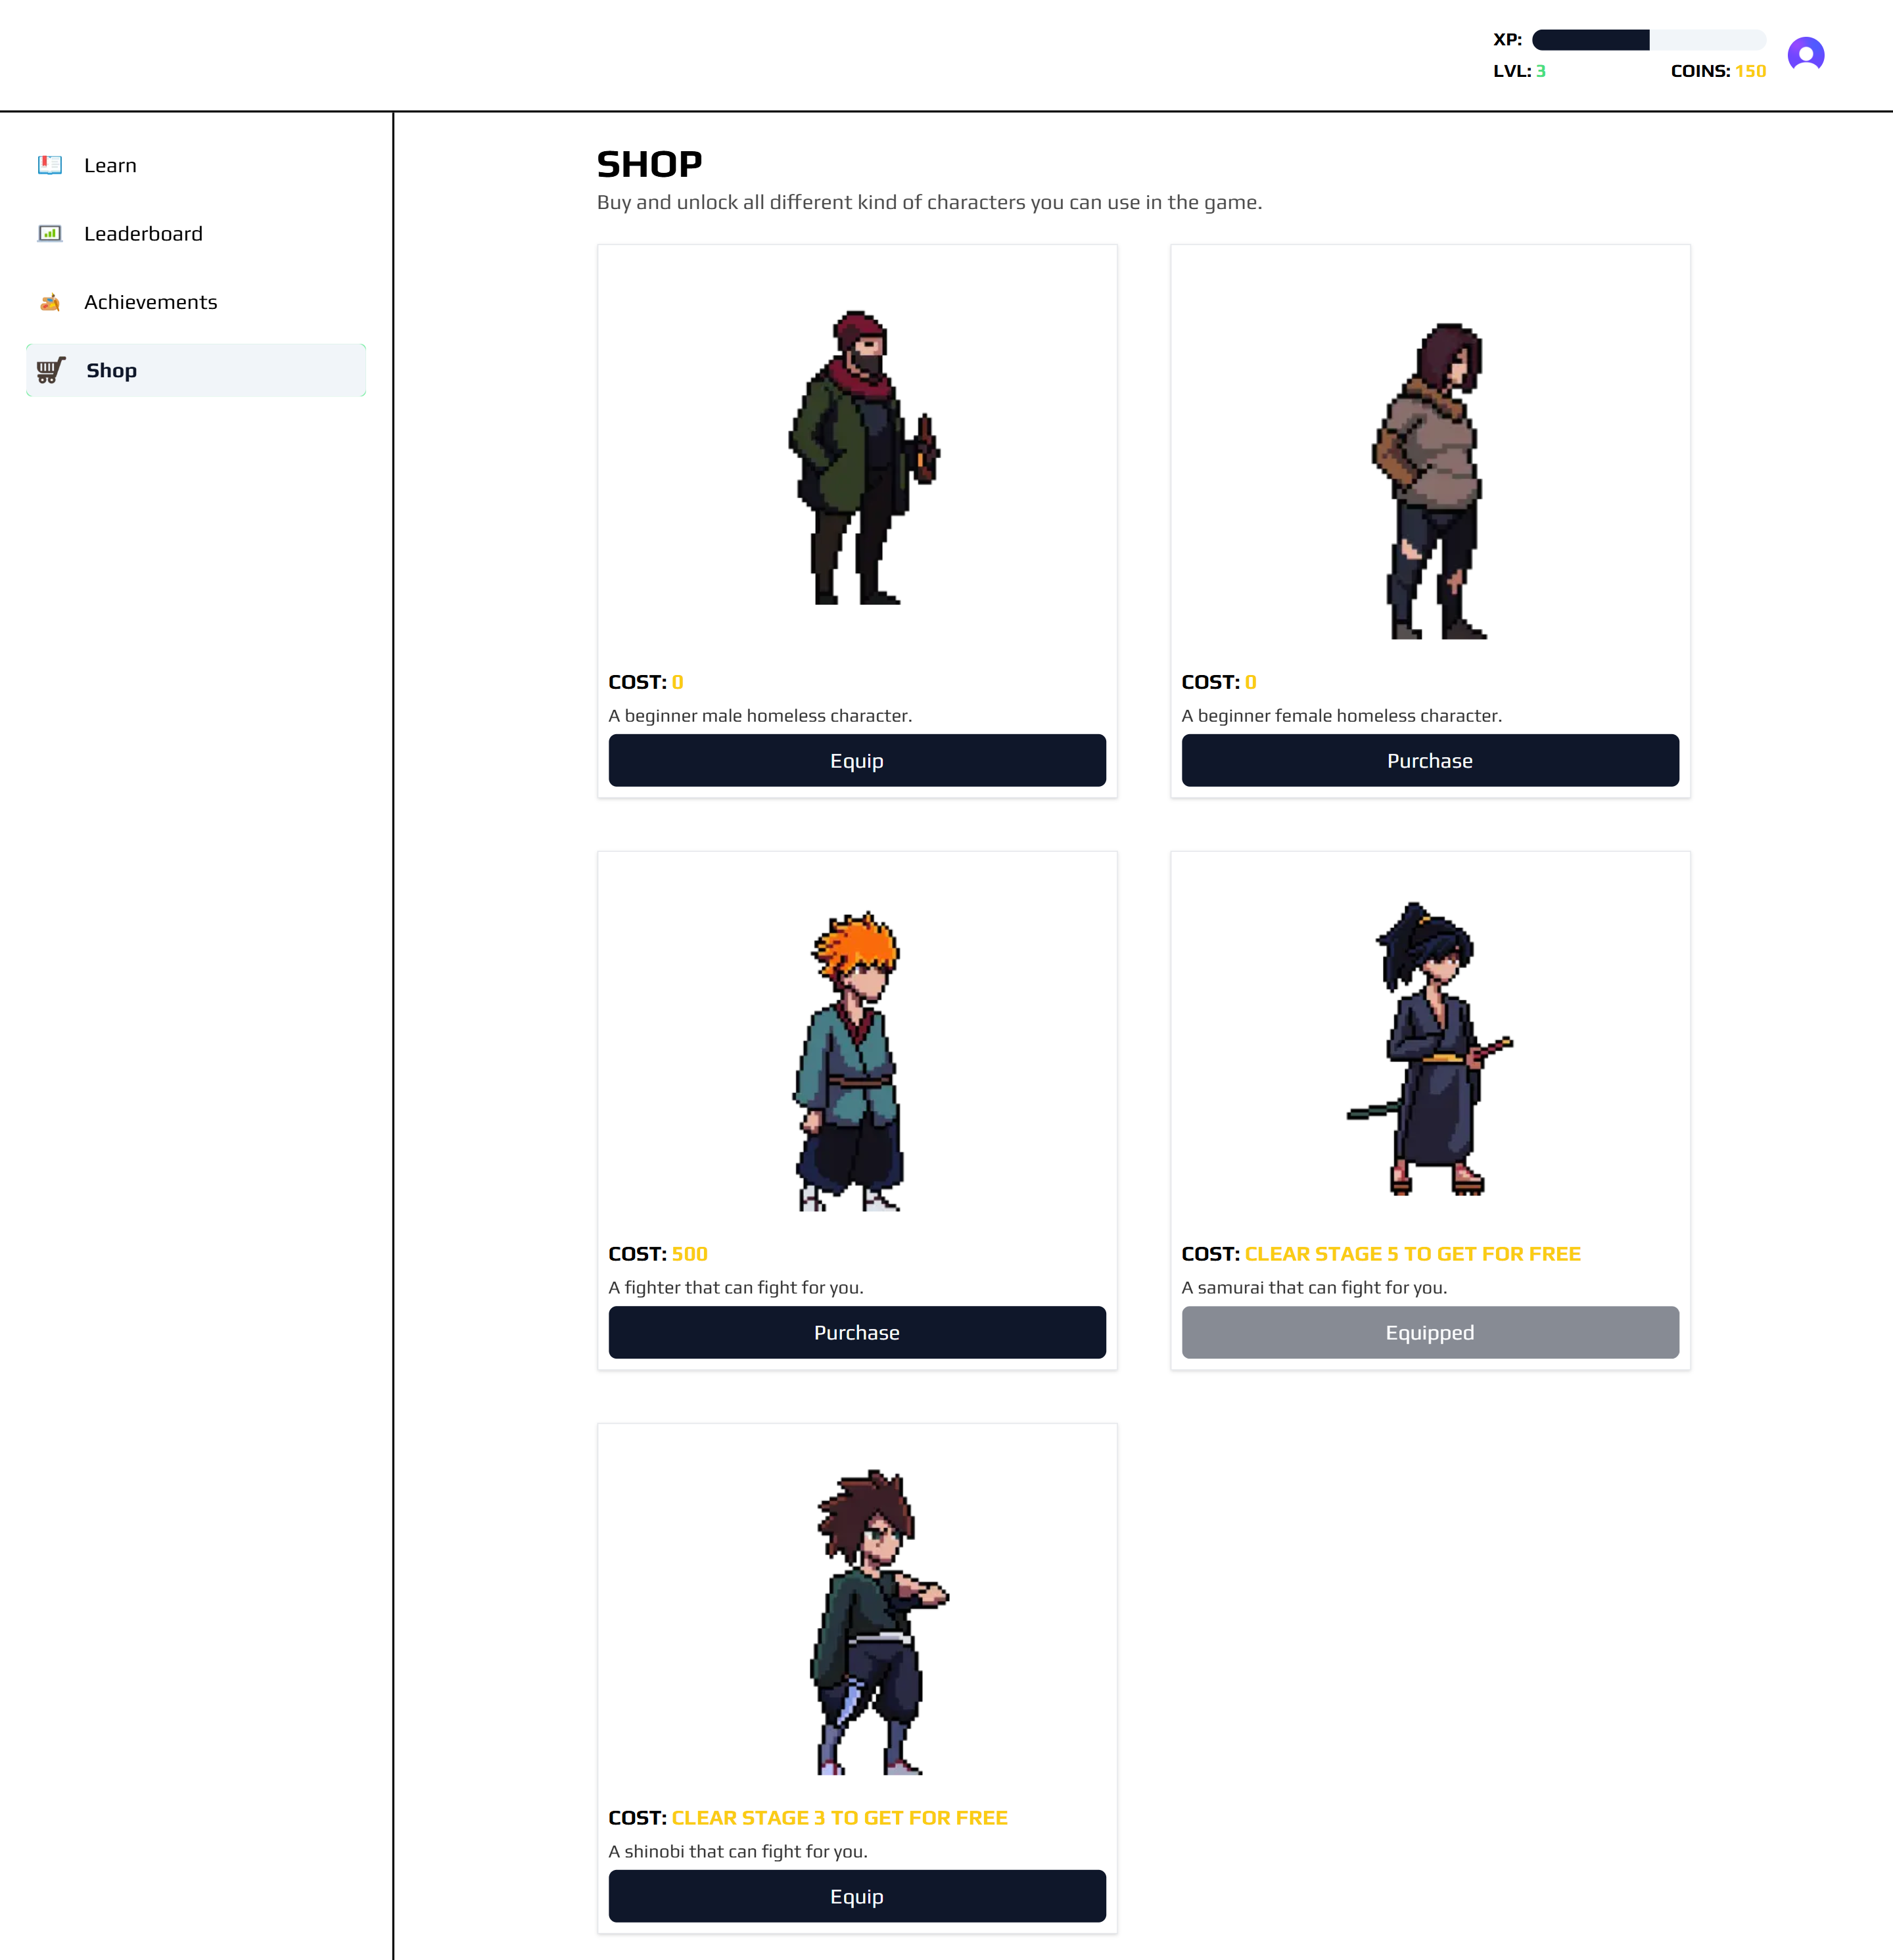 XP:
LVL: 3
COINS: 150
Learn
Leaderboard
Achievements
Shop
SHOP
Buy and unlock all different kind of characters you can use in the game.
COST: 0
A beginner male homeless character.
Equip
COST: 0
A beginner female homeless character.
Purchase
COST: 500
A fighter that can fight for you.
Purchase
COST: CLEAR STAGE 5 TO GET FOR FREE
A samurai that can fight for you.
Equipped
COST: CLEAR STAGE 3 TO GET FOR FREE
A shinobi that can fight for you.
Equip